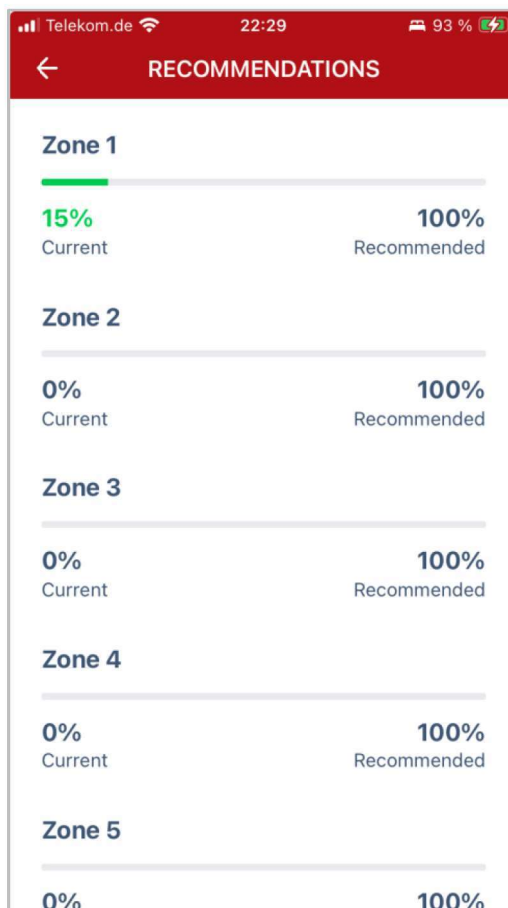 Telekom.de 22:29 93 %
RECOMMENDATIONS
Zone 1
15% 100%
Current Recommended
Zone 2
0% 100%
Current Recommended
Zone 3
0% 100%
Current Recommended
Zone 4
0% 100%
Current Recommended
Zone 5
0% 100%